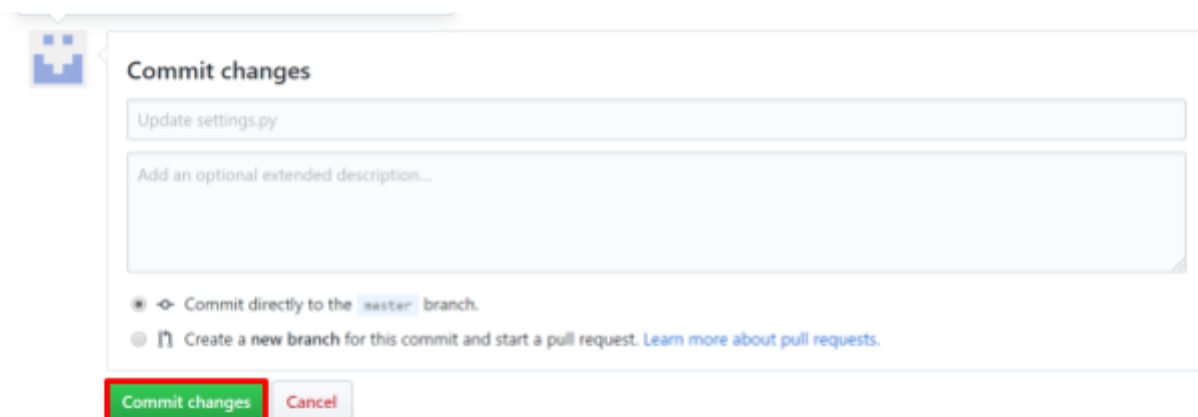 Commit changes
Update settings.py
Add an optional extended description...
Commit directly to the master branch.
Create a new branch for this commit and start a pull request. Learn more about pull requests.
Commit changes Cancel